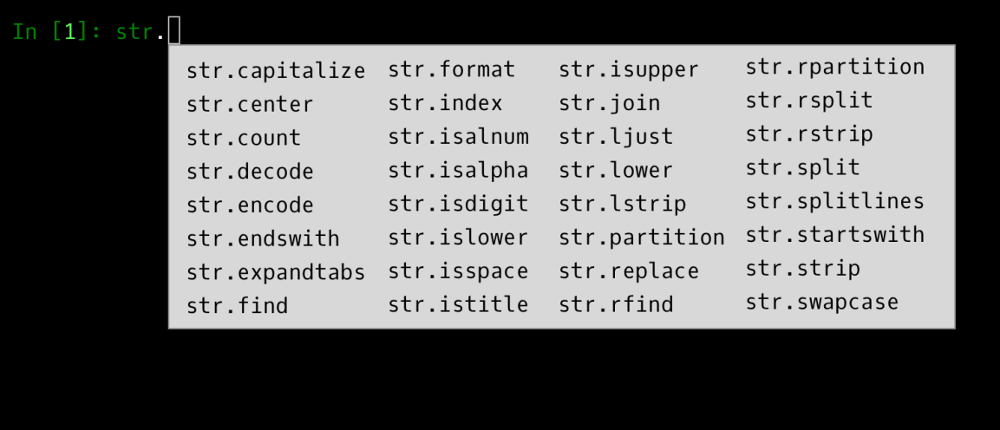 In [1]: str.
str.capitalize str.format str.isupper str.rpartition
str.center str.index str.join str.rsplit
str.count str.isalnum str.ljust str.rstrip
str.decode str.isalpha str.lower str.split
str.encode str.isdigit str.lstrip str.splitlines
str.endswith str.islower str.partition str.startswith
str.expandtabs str.isspace str.replace str.strip
str.find str.istitle str.rfind str.swapcase